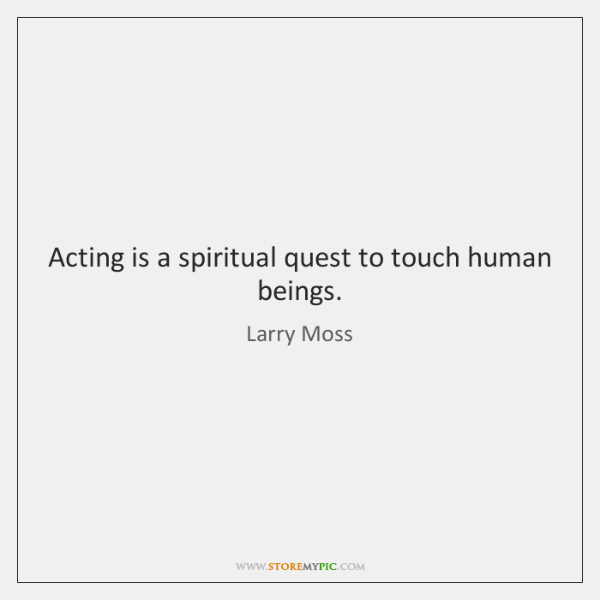 Acting is a spiritual quest to touch human
beings.
Larry Moss
WWW.STOREMYPIC.COM